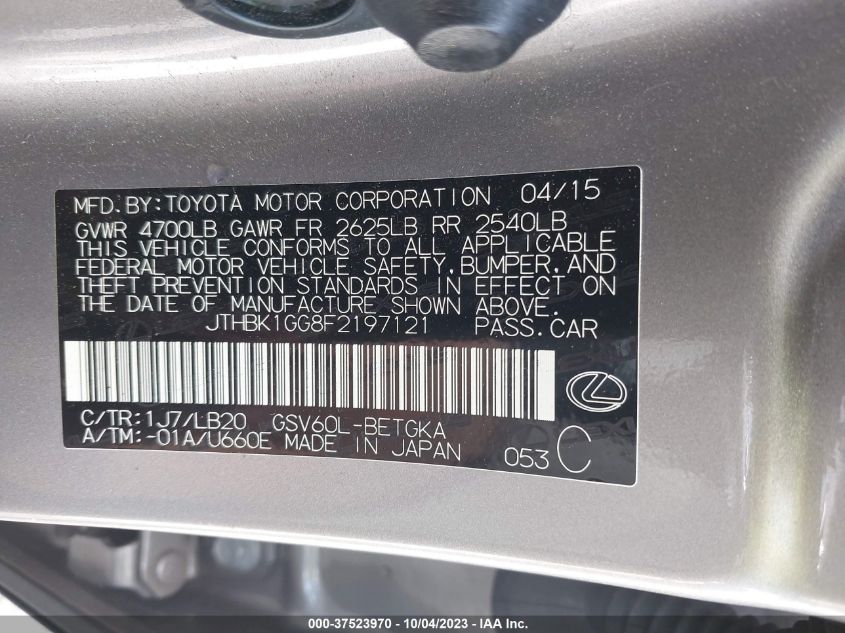 MFD.BY:TOYOTA MOTOR CORPORATION 04/15
GVWR 4700LB GAWR FR 2625LB RR 2540LB
THIS VEHICLE CONFORMS TO ALL APPLICABLE
FEDERAL MOTOR VEHICLE SAFETY,BUMPER,AND
THEFT PREVENTION STANDARDS IN EFFECT ON
THE DATE OF MANUFACTURE SHOWN ABOVE.
JTHBK1GG8F2197121 PASS.CAR
C/TR:1J7/LB20 GSV60L-BETGKA
A/TM:-01A/U660E MADE IN JAPAN 053 C
000-37523970 - 10/04/2023 - © IAA Inc.